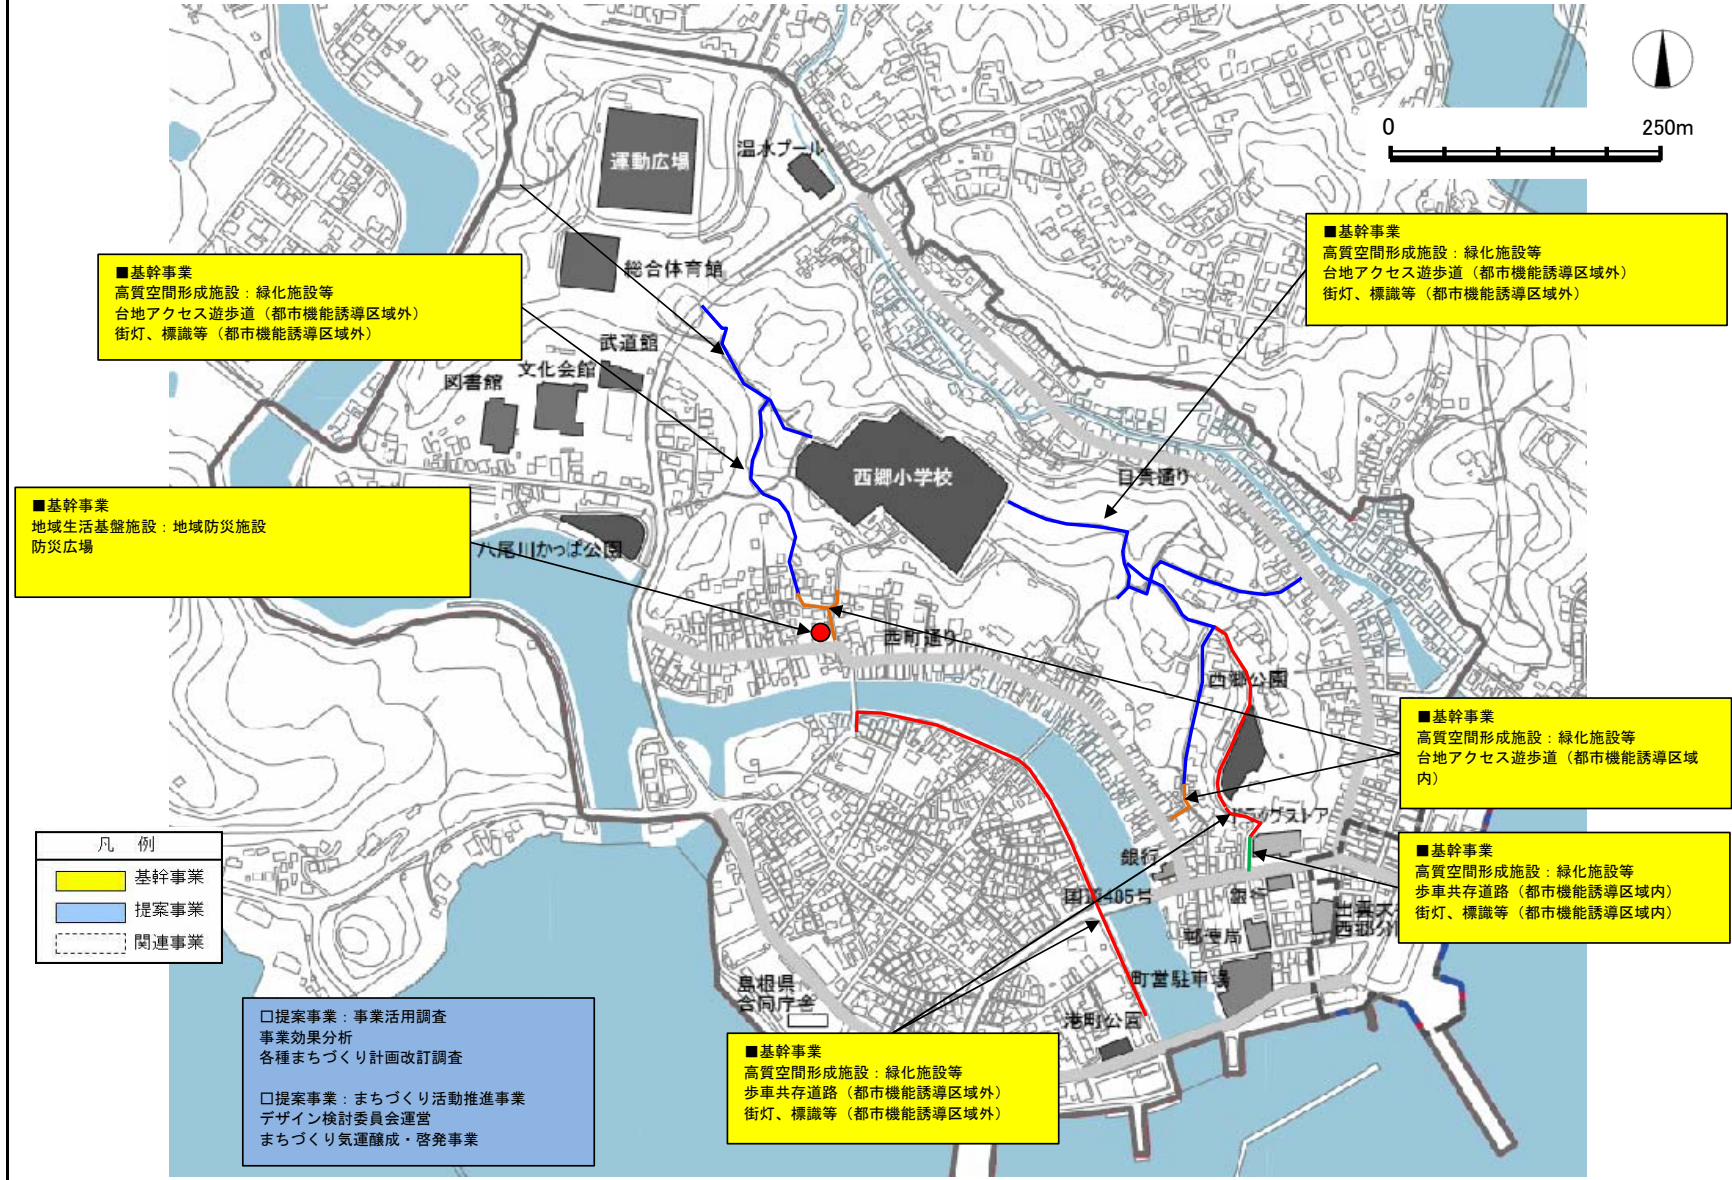 0 250m
運動広場
温水プール
総合体育館
武道館
文化会館
図書館
西郷小学校
目貫通り
八尾川かっぱ公園
西町通り
西郷公園
ドラッグストア
銀行
国道485号
銀行
郵便局
町営駐車場
島根県
合同庁舎
港町公園
■基幹事業
高質空間形成施設：緑化施設等
台地アクセス遊歩道（都市機能誘導区域外）
街灯、標識等（都市機能誘導区域外）
■基幹事業
高質空間形成施設：緑化施設等
台地アクセス遊歩道（都市機能誘導区域外）
街灯、標識等（都市機能誘導区域外）
■基幹事業
地域生活基盤施設：地域防災施設
防災広場
■基幹事業
高質空間形成施設：緑化施設等
台地アクセス遊歩道（都市機能誘導区域
内）
■基幹事業
高質空間形成施設：緑化施設等
歩車共存道路（都市機能誘導区域内）
街灯、標識等（都市機能誘導区域内）
■基幹事業
高質空間形成施設：緑化施設等
歩車共存道路（都市機能誘導区域外）
街灯、標識等（都市機能誘導区域外）
凡 例
基幹事業
提案事業
関連事業
□提案事業：事業活用調査
事業効果分析
各種まちづくり計画改訂調査
□提案事業：まちづくり活動推進事業
デザイン検討委員会運営
まちづくり気運醸成・啓発事業